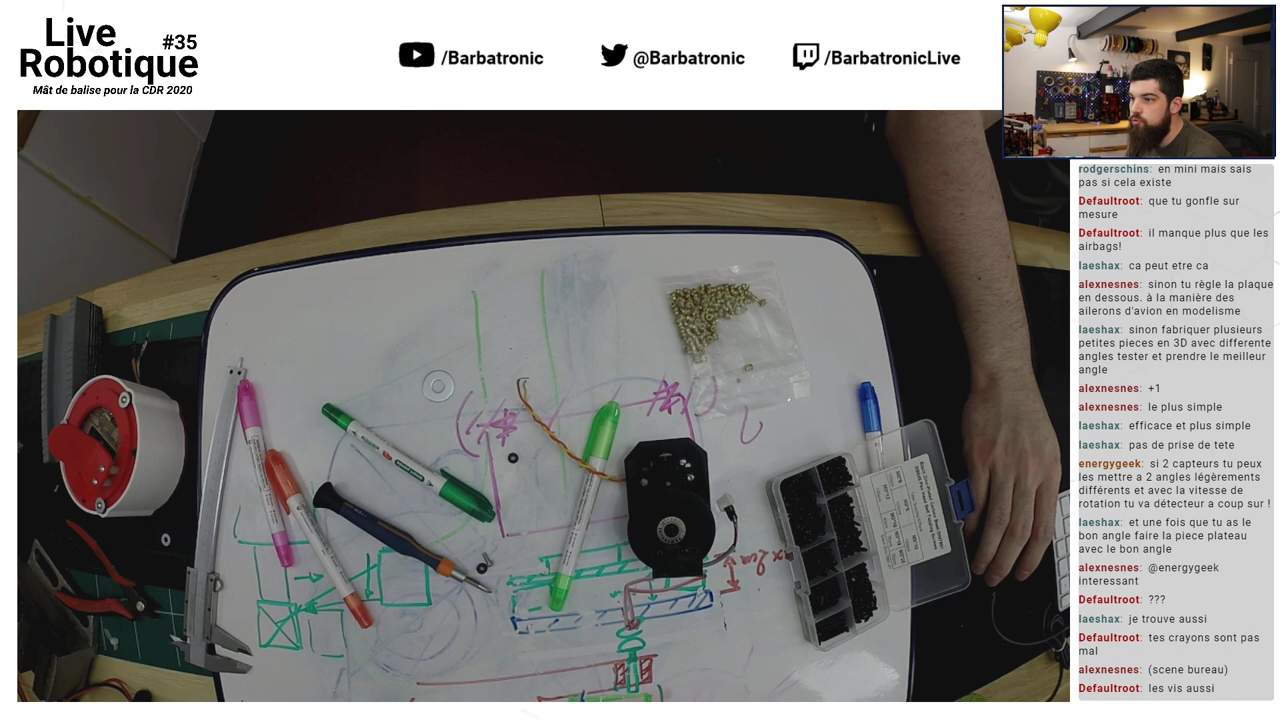 Live
Robotique #35
Mât de balise pour la CDR 2020
/Barbatronic
@Barbatronic
/BarbatronicLive
rodgerschins: en mini mais sais
pas si cela existe
Defaultroot: que tu gonfle sur
mesure
Defaultroot: il manque plus que les
airbags!
laeshax: ca peut etre ca
alexnesnes: sinon tu règle la plaque
en dessous. à la manière des
ailerons d'avion en modelisme
laeshax: sinon fabriquer plusieurs
petites pieces en 3D avec differente
angles tester et prendre le meilleur
angle
alexnesnes: +1
alexnesnes: le plus simple
laeshax: efficace et plus simple
laeshax: pas de prise de tete
energygeek: si 2 capteurs tu peux
les mettre a 2 angles légèrements
différents et avec la vitesse de
rotation tu va détecteur a coup sur !
laeshax: et une fois que tu as le
bon angle faire la piece plateau
avec le bon angle
alexnesnes: @energygeek
interessant
Defaultroot: ???
laeshax: je trouve aussi
Defaultroot: tes crayons sont pas
mal
alexnesnes: (scene bureau)
Defaultroot: les vis aussi